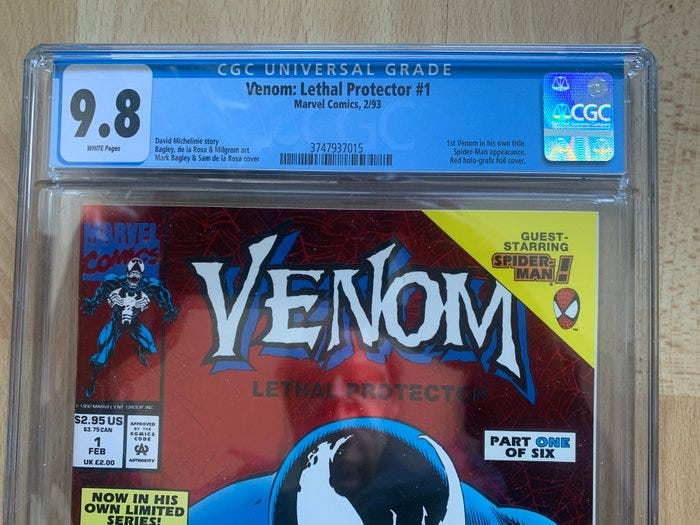 CGC UNIVERSAL GRADE
9.8
WHITE Pages
Venom: Lethal Protector #1
Marvel Comics, 2/93
David Michelinie story
Bagley, de la Rosa & Milgrom art
Mark Bagley & Sam de la Rosa cover
3747937015
1st Venom in his own title.
Spider-Man appearance.
Red holo-grafx foil cover.
CGC
MARVEL
COMICS
VENOM
LETHAL PROTECTOR
GUEST-
STARRING
SPIDER-
MAN!
$2.95 US
$3.75 CAN
1
FEB
UK £2.00
APPROVED
BY THE
COMICS
CODE
AUTHORITY
PART ONE
OF SIX
NOW IN HIS
OWN LIMITED
SERIES!